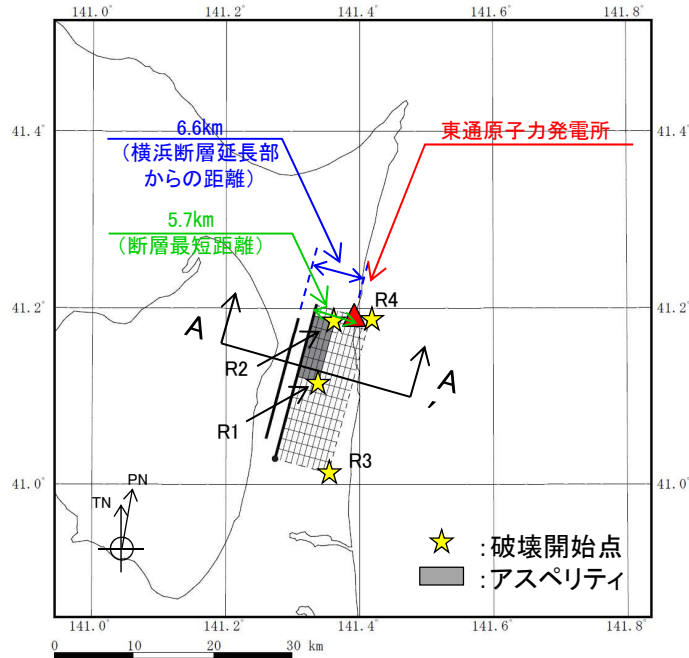 141.0° 141.2° 141.4° 141.6° 141.8°
41.4°
41.2°
41.0°
6.6km
（横浜断層延長部
からの距離）
東通原子力発電所
5.7km
（断層最短距離）
R4
A
A'
R2
R1
R3
TN
PN
：破壊開始点
：アスペリティ
41.4°
41.2°
41.0°
141.0° 141.2° 141.4° 141.6° 141.8°
0 10 20 30 km